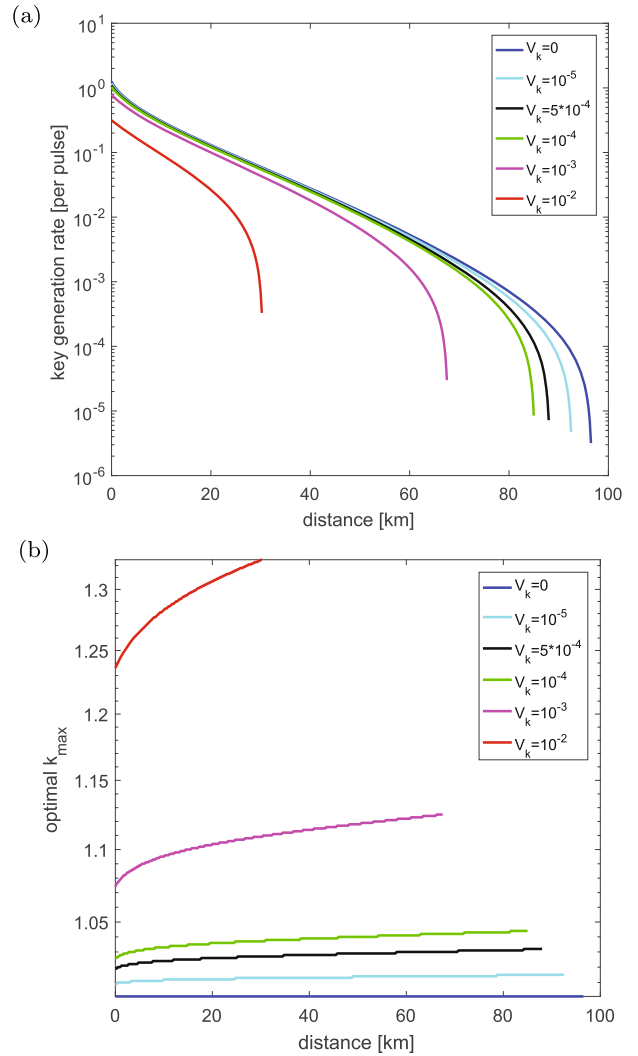 (a)
10^1
10^0
10^-1
10^-2
10^-3
10^-4
10^-5
10^-6
key generation rate [per pulse]
V_k=0
V_k=10^-5
V_k=5*10^-4
V_k=10^-4
V_k=10^-3
V_k=10^-2
0 20 40 60 80 100
distance [km]
(b)
1.3
1.25
1.2
1.15
1.1
1.05
optimal k_max
V_k=0
V_k=10^-5
V_k=5*10^-4
V_k=10^-4
V_k=10^-3
V_k=10^-2
0 20 40 60 80 100
distance [km]